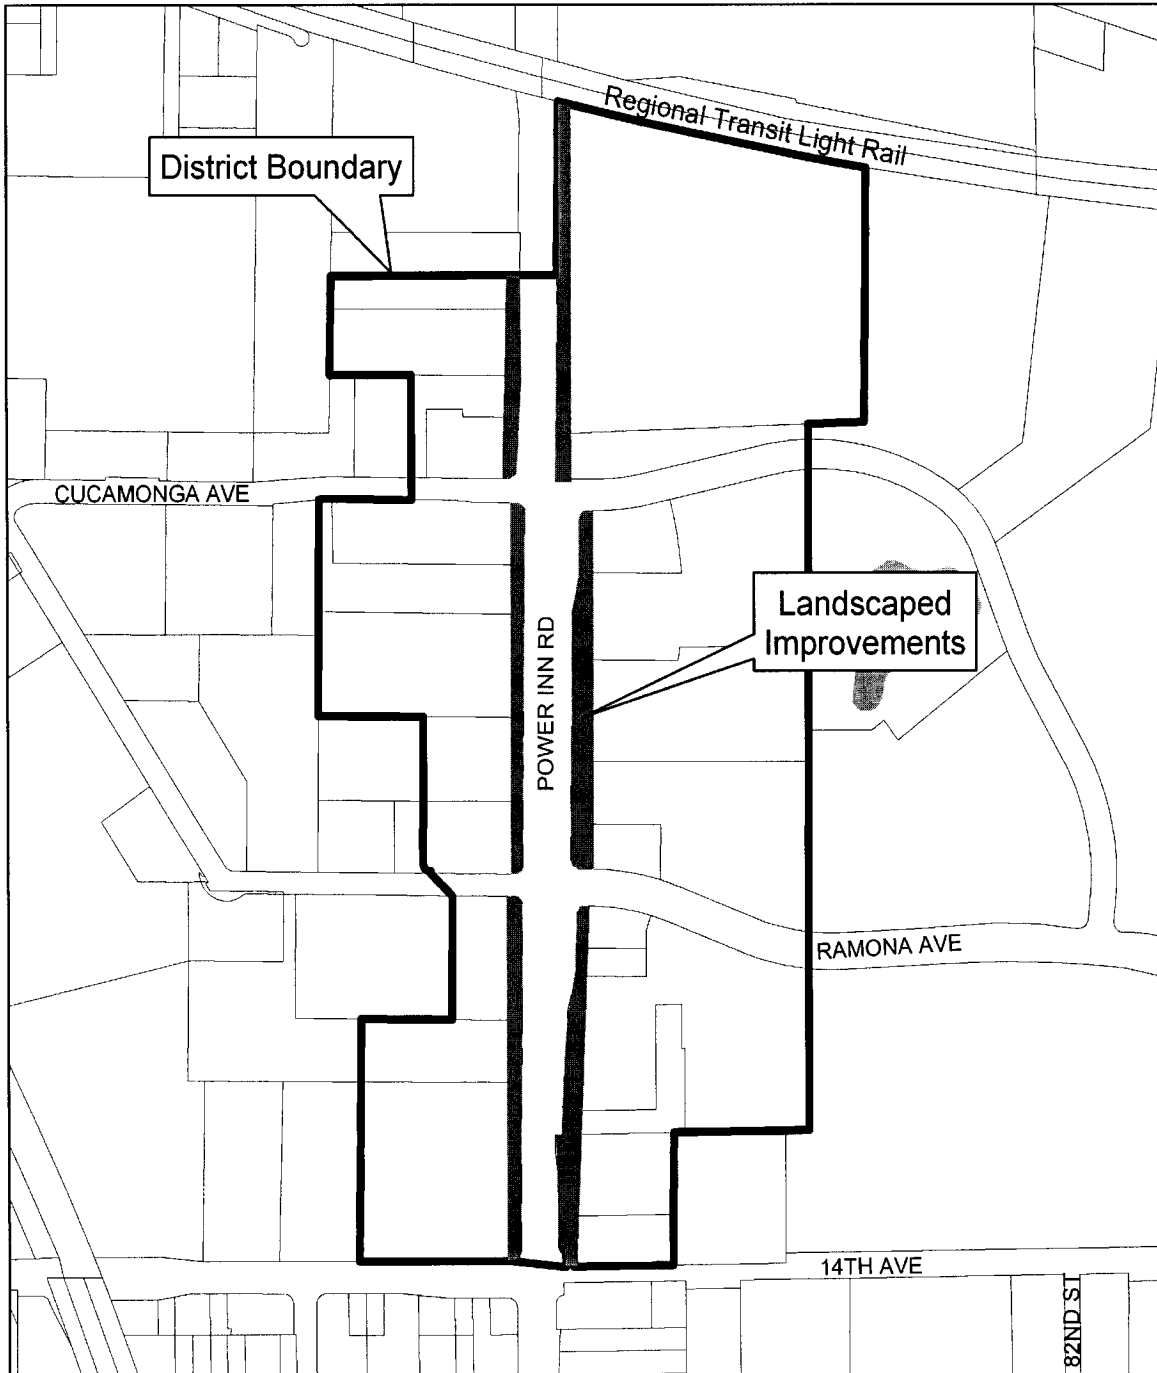 Regional Transit Light Rail
District Boundary
CUCAMONGA AVE
Landscaped
Improvements
POWER INN RD
RAMONA AVE
14TH AVE
82ND ST